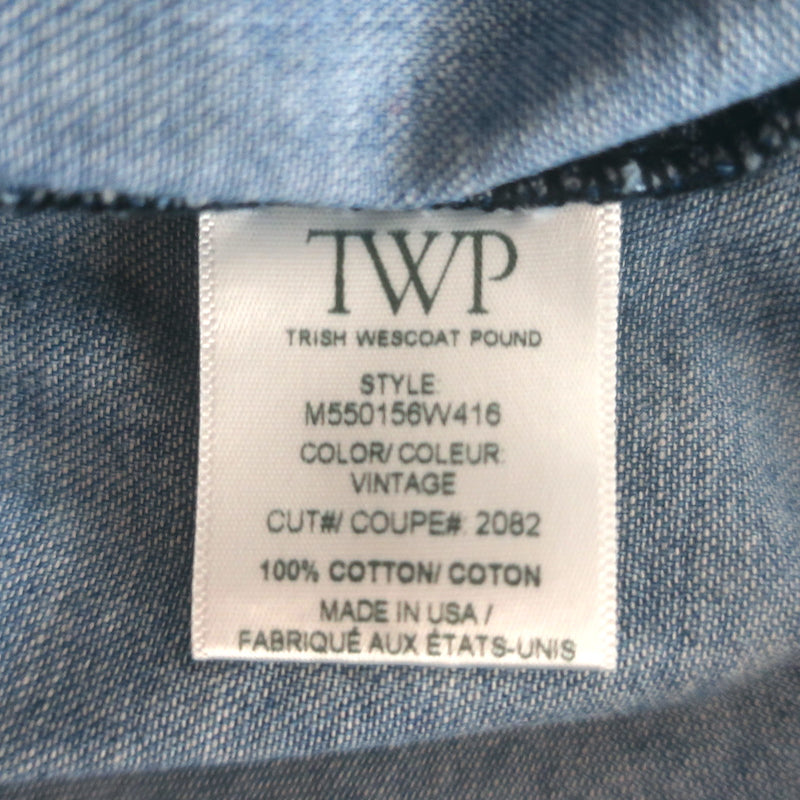 TWP
TRISH WESCOAT POUND
STYLE:
M550156W416
COLOR/ COLEUR:
VINTAGE
CUT#/ COUPE#: 2082
100% COTTON/ COTON
MADE IN USA /
FABRIQUÉ AUX ÉTATS-UNIS